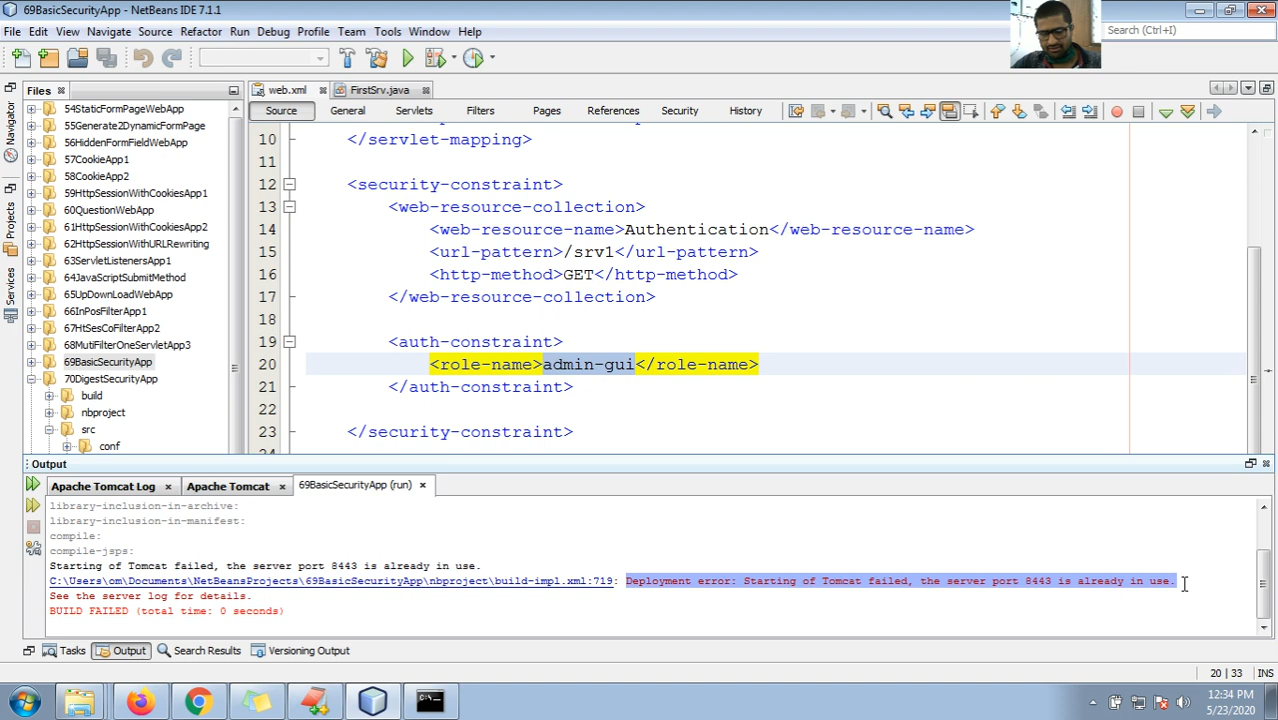 69BasicSecurityApp - NetBeans IDE 7.1.1
File Edit View Navigate Source Refactor Run Debug Profile Team Tools Window Help
Search (Ctrl+I)
Files
web.xml
FirstSrv.java
Source General Servlets Filters Pages References Security History
Navigator
Projects
Services
54StaticFormPageWebApp
55Generate2DynamicFormPage
56HiddenFormFieldWebApp
57CookieApp1
58CookieApp2
59HttpSessionWithCookiesApp1
60QuestionWebApp
61HttpSessionWithCookiesApp2
62HttpSessionWithURLRewriting
63ServletListenersApp1
64JavaScriptSubmitMethod
65UpDownLoadWebApp
66InPosFilterApp1
67HtSesCoFilterApp2
68MutiFilterOneServletApp3
69BasicSecurityApp
70DigestSecurityApp
build
nbproject
src
conf
10 </servlet-mapping>
11
12 <security-constraint>
13 <web-resource-collection>
14 <web-resource-name>Authentication</web-resource-name>
15 <url-pattern>/srv1</url-pattern>
16 <http-method>GET</http-method>
17 </web-resource-collection>
18
19 <auth-constraint>
20 <role-name>admin-gui</role-name>
21 </auth-constraint>
22
23 </security-constraint>
Output
Apache Tomcat Log
Apache Tomcat
69BasicSecurityApp (run)
library-inclusion-in-archive:
library-inclusion-in-manifest:
compile:
compile-jsps:
Starting of Tomcat failed, the server port 8443 is already in use.
C:\Users\om\Documents\NetBeansProjects\69BasicSecurityApp\nbproject\build-impl.xml:719: Deployment error: Starting of Tomcat failed, the server port 8443 is already in use.
See the server log for details.
BUILD FAILED (total time: 0 seconds)
Tasks Output Search Results Versioning Output
20 | 33 INS
12:34 PM
5/23/2020